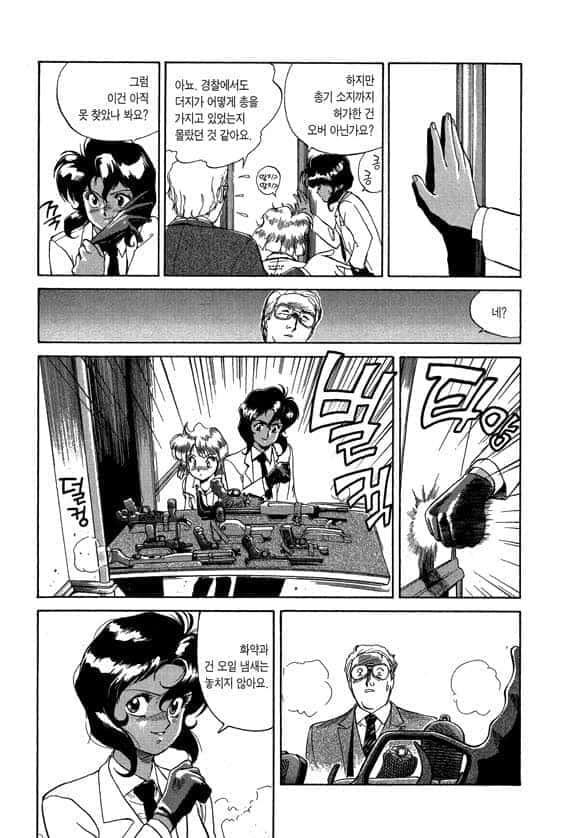 하지만
총기 소지까지
허가한 건
오버 아닌가요?
아뇨. 경찰에서도
더지가 어떻게 총을
가지고 있었는지
몰랐던 것 같아요.
그럼
이건 아직
못 찾았나 봐요?
네?
타앙
벌컥
덜컹
화약과
건 오일 냄새는
놓치지 않아요.